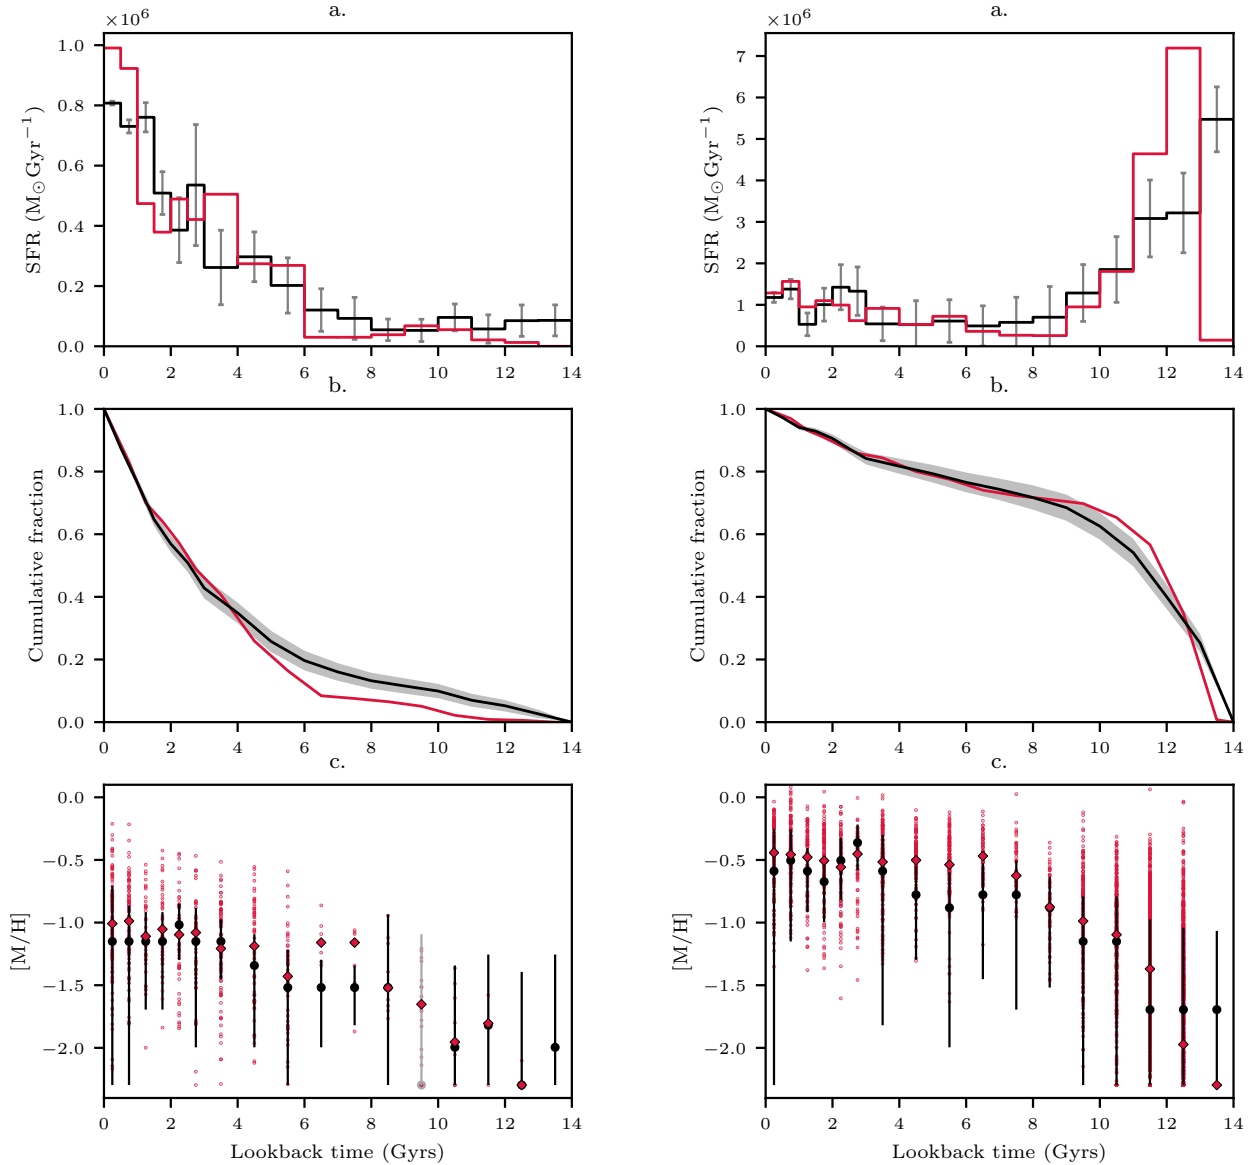 a.
×10⁶
SFR (M⊙Gyr⁻¹)
1.0
0.8
0.6
0.4
0.2
0.0
0 2 4 6 8 10 12 14
b.
Cumulative fraction
1.0
0.8
0.6
0.4
0.2
0.0
0 2 4 6 8 10 12 14
c.
[M/H]
0.0
−0.5
−1.0
−1.5
−2.0
0 2 4 6 8 10 12 14
Lookback time (Gyrs)
a.
×10⁶
SFR (M⊙Gyr⁻¹)
7
6
5
4
3
2
1
0
0 2 4 6 8 10 12 14
b.
Cumulative fraction
1.0
0.8
0.6
0.4
0.2
0.0
0 2 4 6 8 10 12 14
c.
[M/H]
0.0
−0.5
−1.0
−1.5
−2.0
0 2 4 6 8 10 12 14
Lookback time (Gyrs)